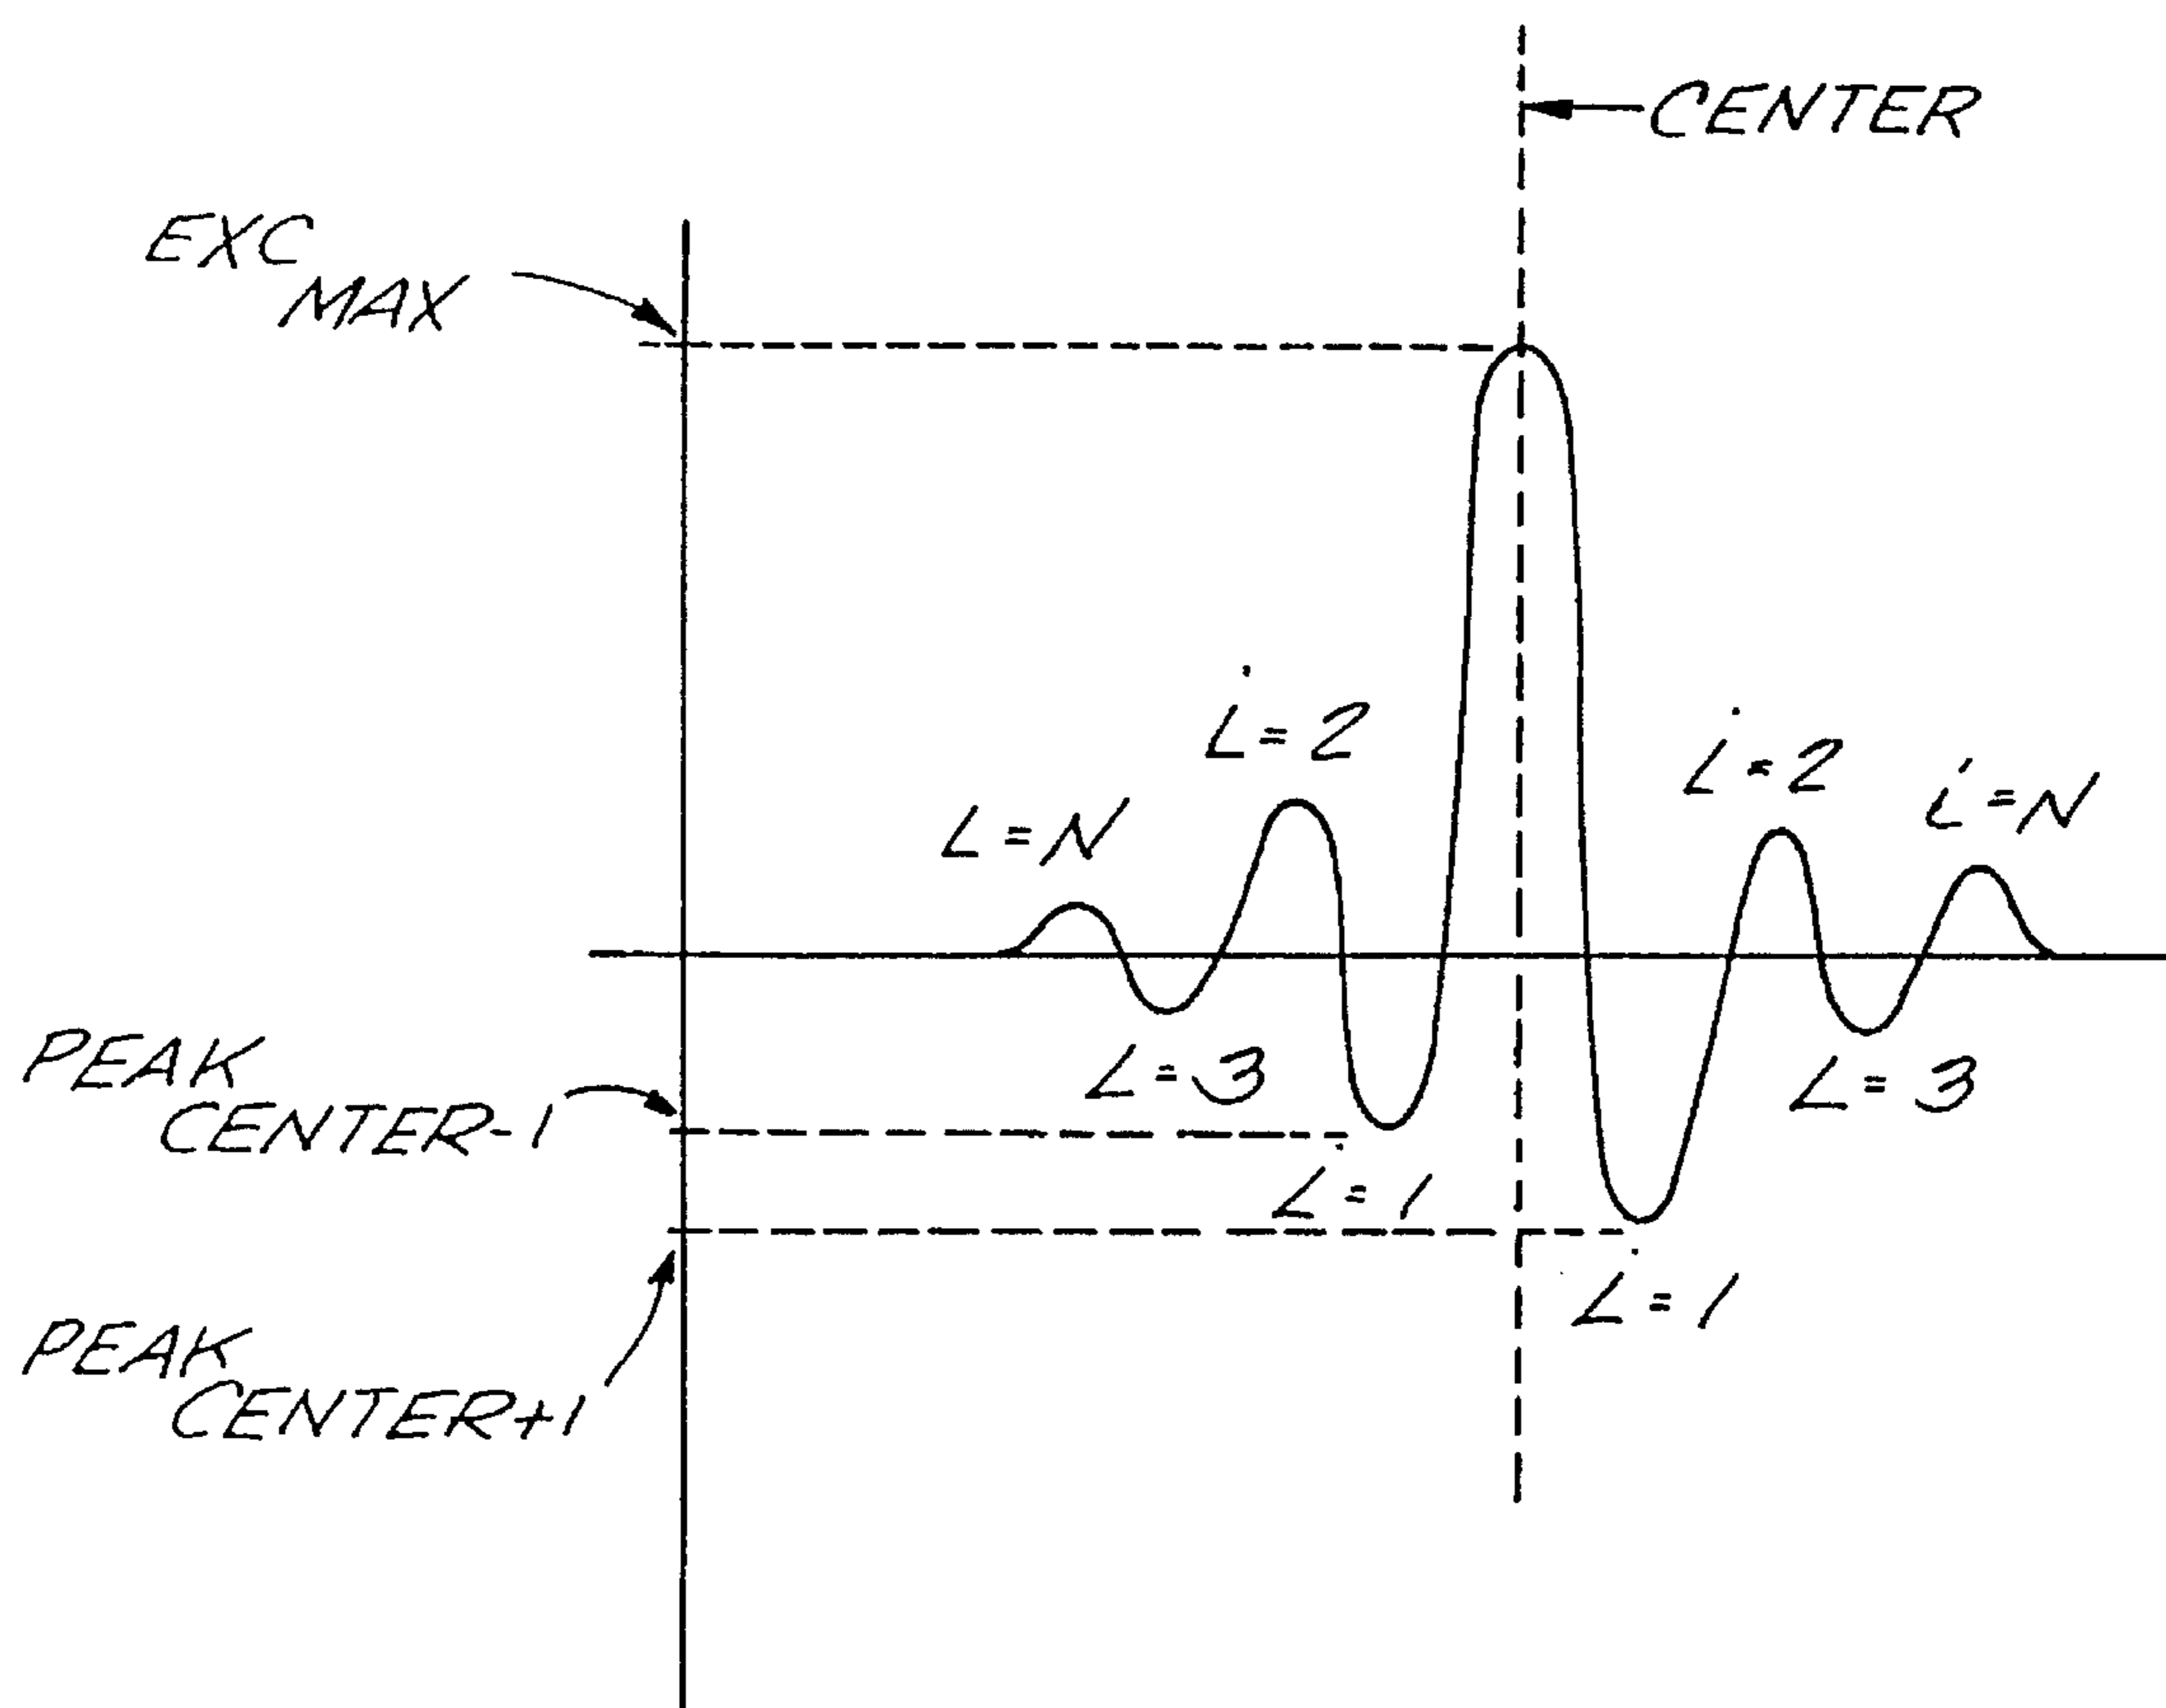 CENTER
EXC
MAX
i=2
i=2
i=N
L=N
PEAK
CENTER-1
L=3
L=3
i=1
i=1
PEAK
CENTER+1